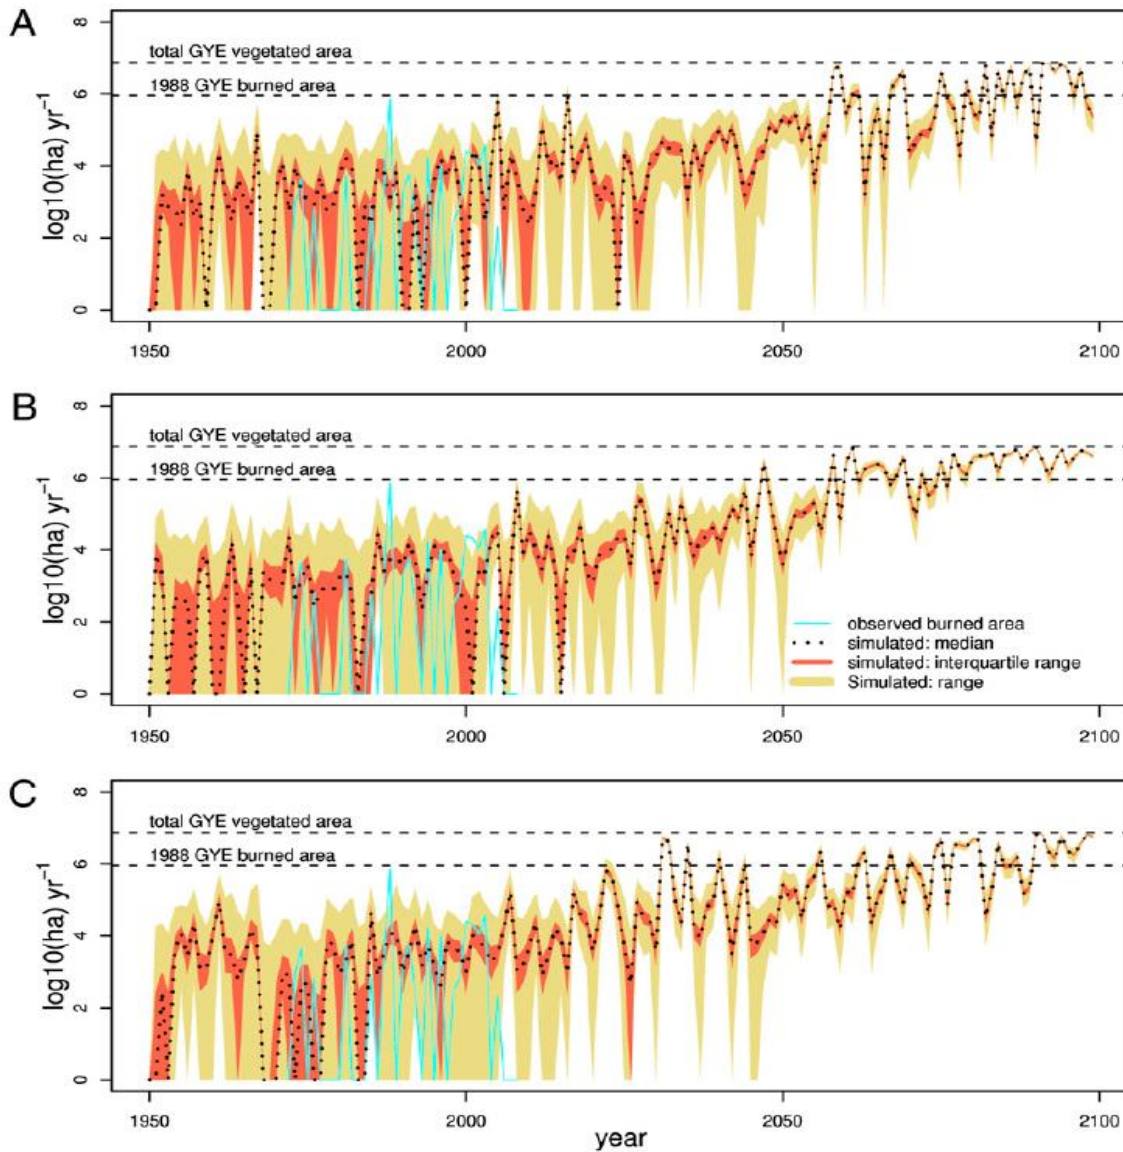 A
8
6
4
2
0
log10(ha) yr⁻¹
total GYE vegetated area
1988 GYE burned area
1950
2000
2050
2100
B
8
6
4
2
0
log10(ha) yr⁻¹
total GYE vegetated area
1988 GYE burned area
observed burned area
simulated: median
simulated: interquartile range
Simulated: range
1950
2000
2050
2100
C
8
6
4
2
0
log10(ha) yr⁻¹
total GYE vegetated area
1988 GYE burned area
1950
2000
2050
2100
year